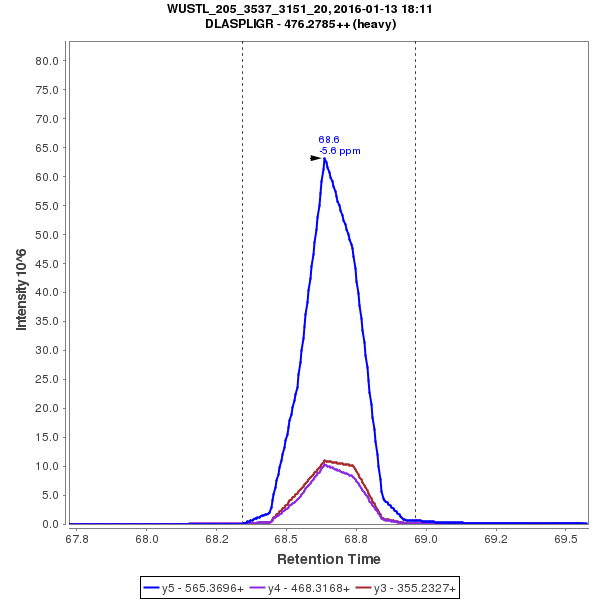 WUSTL_205_3537_3151_20, 2016-01-13 18:11
DLASPLIGR - 476.2785++ (heavy)
80.0
75.0
70.0
65.0
60.0
55.0
50.0
45.0
40.0
35.0
30.0
25.0
20.0
15.0
10.0
5.0
0.0
Intensity 10^6
68.6
-5.6 ppm
67.8 68.0 68.2 68.5 68.8 69.0 69.2 69.5
Retention Time
y5 - 565.3696+ y4 - 468.3168+ y3 - 355.2327+